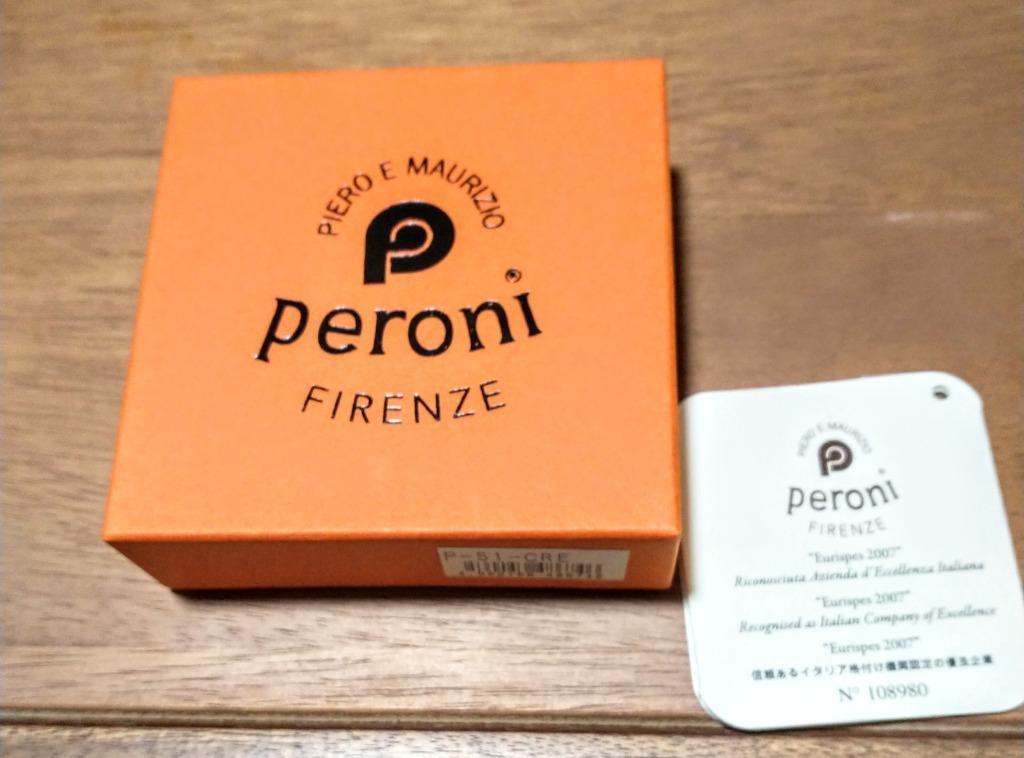 PIERO E MAURIZIO
P
peroni
FIRENZE
P-51-CRE
PIERO E MAURIZIO
P
peroni
FIRENZE
"Eurispes 2007"
Riconosciuta Azienda d'Eccellenza Italiana
"Eurispes 2007"
Recognised as Italian Company of Excellence
"Eurispes 2007"
信頼あるイタリア格付け機関認定の優良企業
N° 108980